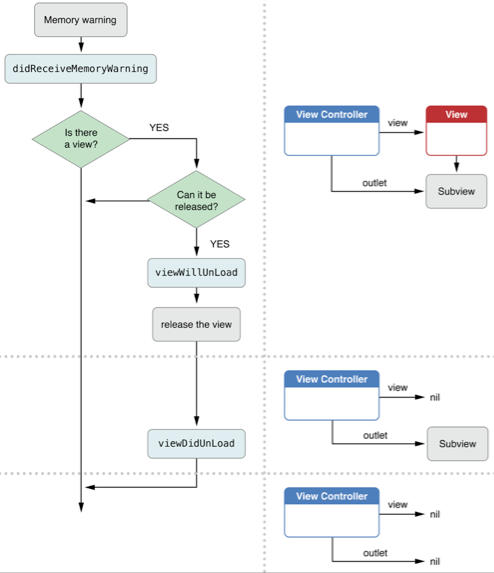 Memory warning
didReceiveMemoryWarning
Is there
a view?
YES
Can it be
released?
YES
viewWillUnLoad
release the view
viewDidUnLoad
View Controller
view
View
outlet
Subview
View Controller
view
nil
outlet
Subview
View Controller
view
nil
outlet
nil